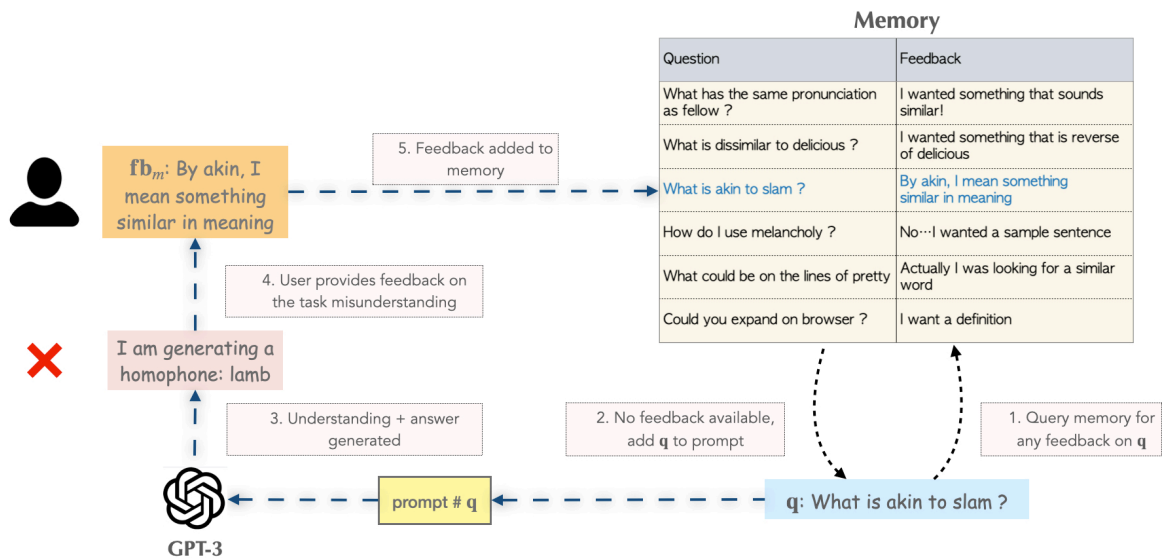 Memory
Question
Feedback
What has the same pronunciation
as fellow ?
I wanted something that sounds
similar!
What is dissimilar to delicious ?
I wanted something that is reverse
of delicious
What is akin to slam ?
By akin, I mean something
similar in meaning
How do I use melancholy ?
No…I wanted a sample sentence
What could be on the lines of pretty
Actually I was looking for a similar
word
Could you expand on browser ?
I want a definition
5. Feedback added to
memory
fbm: By akin, I
mean something
similar in meaning
4. User provides feedback on
the task misunderstanding
I am generating a
homophone: lamb
3. Understanding + answer
generated
2. No feedback available,
add q to prompt
1. Query memory for
any feedback on q
prompt # q
q: What is akin to slam ?
GPT-3